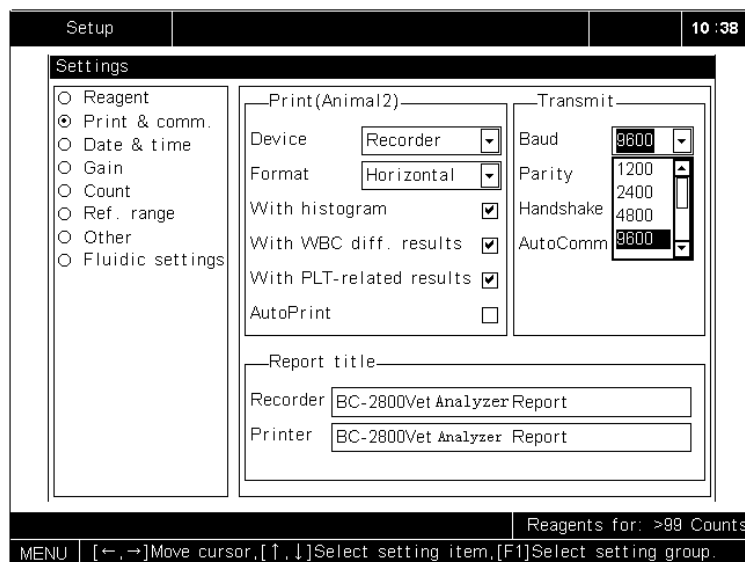 Setup 10:38
Settings
Reagent
Print & comm.
Date & time
Gain
Count
Ref. range
Other
Fluidic settings
Print(Animal2)
Device Recorder
Format Horizontal
With histogram
With WBC diff. results
With PLT-related results
AutoPrint
Transmit
Baud 9600
Parity
Handshake
AutoComm
1200
2400
4800
9600
Report title
Recorder BC-2800Vet Analyzer Report
Printer BC-2800Vet Analyzer Report
Reagents for: >99 Counts
MENU [←,→]Move cursor,[↑,↓]Select setting item,[F1]Select setting group.